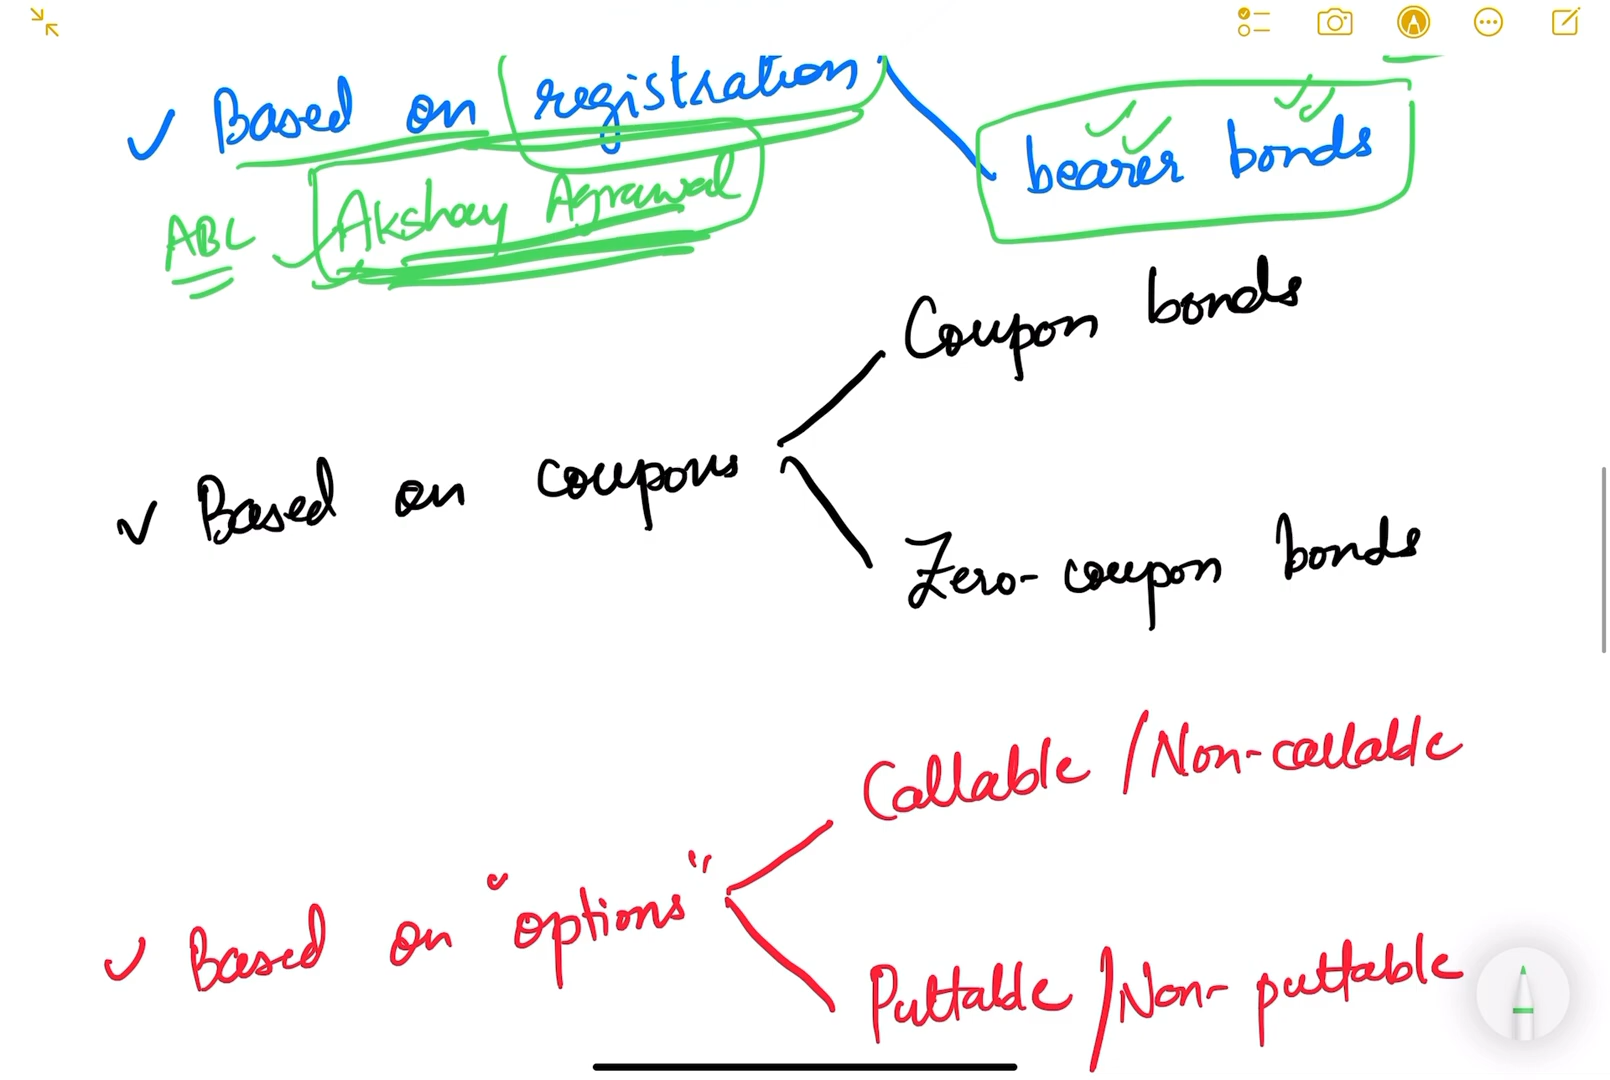 ✓ Based on registration
bearer bonds
ABC ✓ Akshay Agrawal
Coupon bonds
✓ Based on coupons
Zero-coupon bonds
Callable / Non-callable
✓ Based on "options"
Puttable / Non-puttable